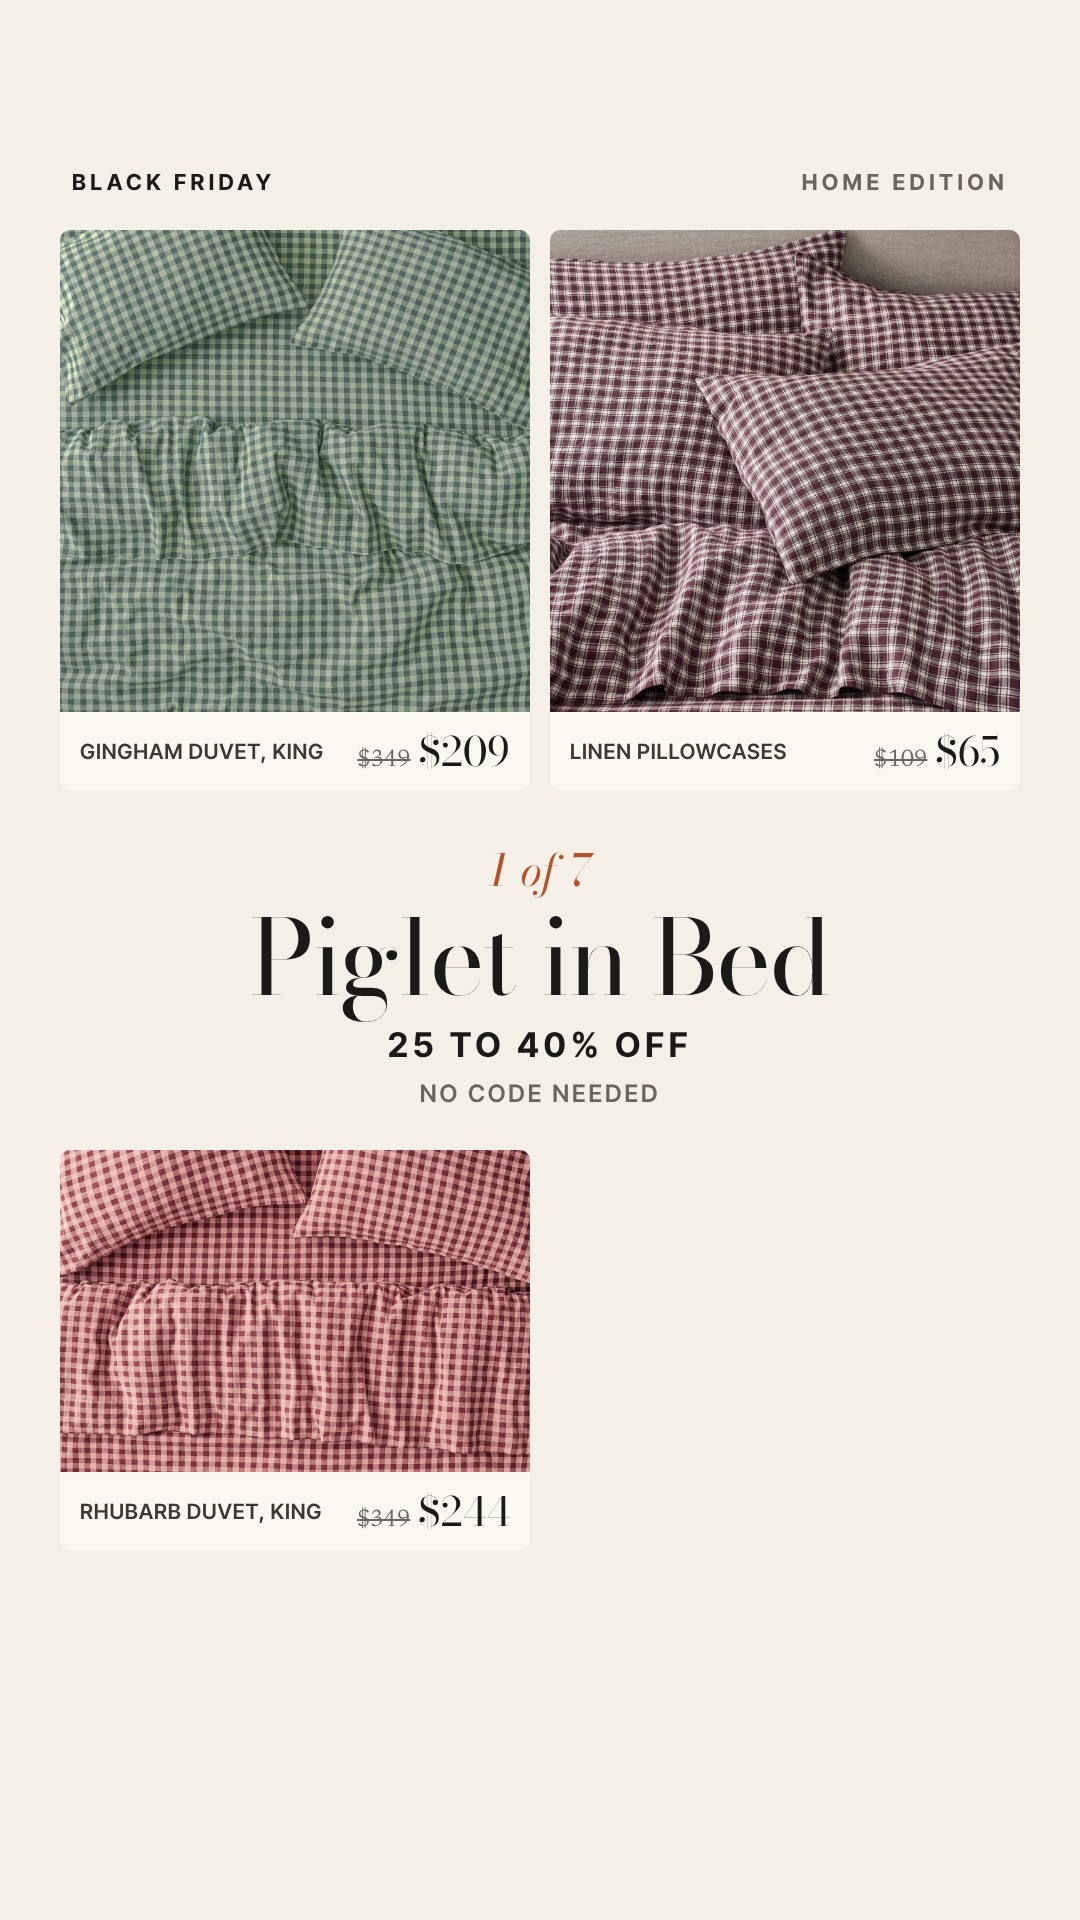 BLACK FRIDAY
HOME EDITION
GINGHAM DUVET, KING $349 $209
LINEN PILLOWCASES $109 $65
1 of 7
Piglet in Bed
25 TO 40% OFF
NO CODE NEEDED
RHUBARB DUVET, KING $349 $244